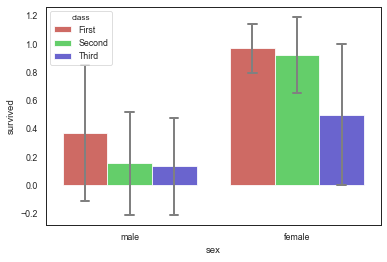 class
First
Second
Third
1.2
1.0
0.8
0.6
0.4
0.2
0.0
−0.2
survived
male
female
sex